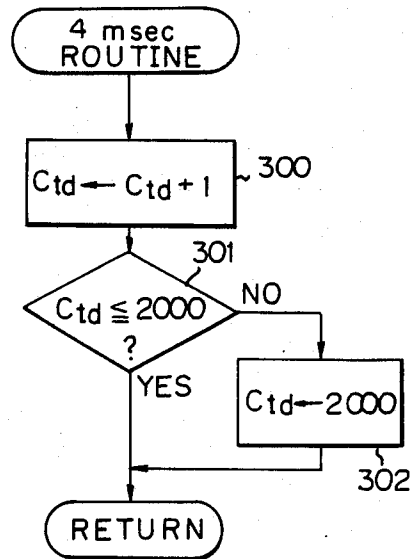 4 msec
ROUTINE
Ctd ← Ctd + 1
300
301
Ctd ≦ 2000
?
NO
YES
Ctd ← 2000
302
RETURN